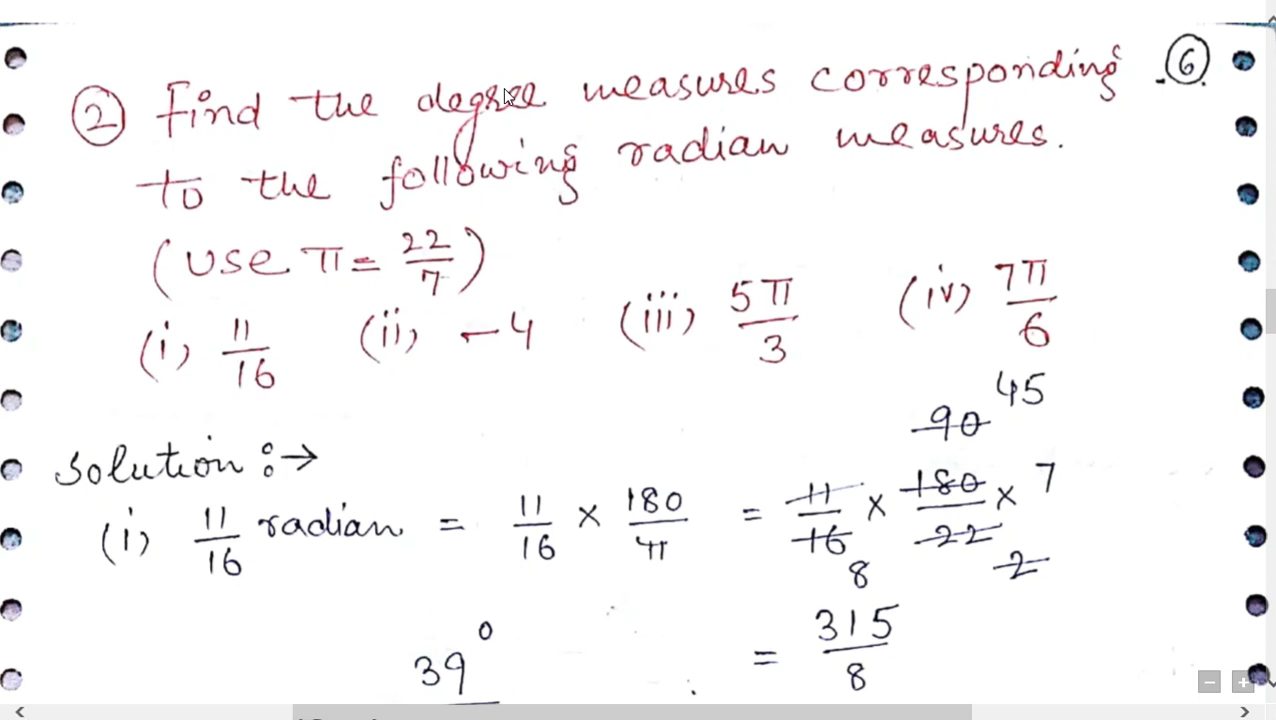 ② Find the degree measures corresponding ⑥
to the following radian measures.
(use π = 22/7)
(i) 11/16 (ii) -4 (iii) 5π/3 (iv) 7π/6
90 45
Solution :→
(i) 11/16 radian = 11/16 × 180/π = 11/16 × 180/22 × 7
8 2
= 315/8
39°